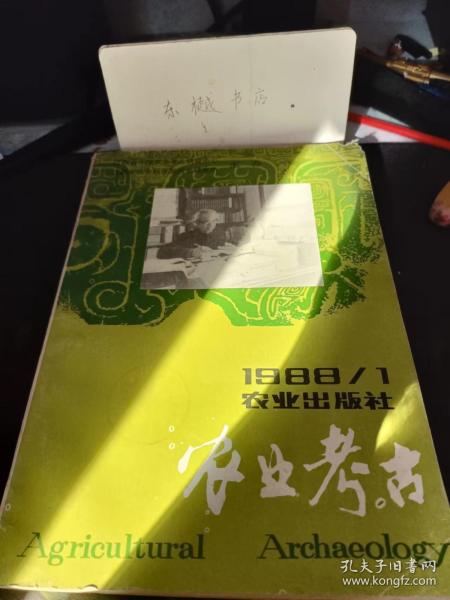 东樾书店
1988/1
农业出版社
农业考古
Agricultural Archaeology
孔夫子旧书网
www.kongfz.com